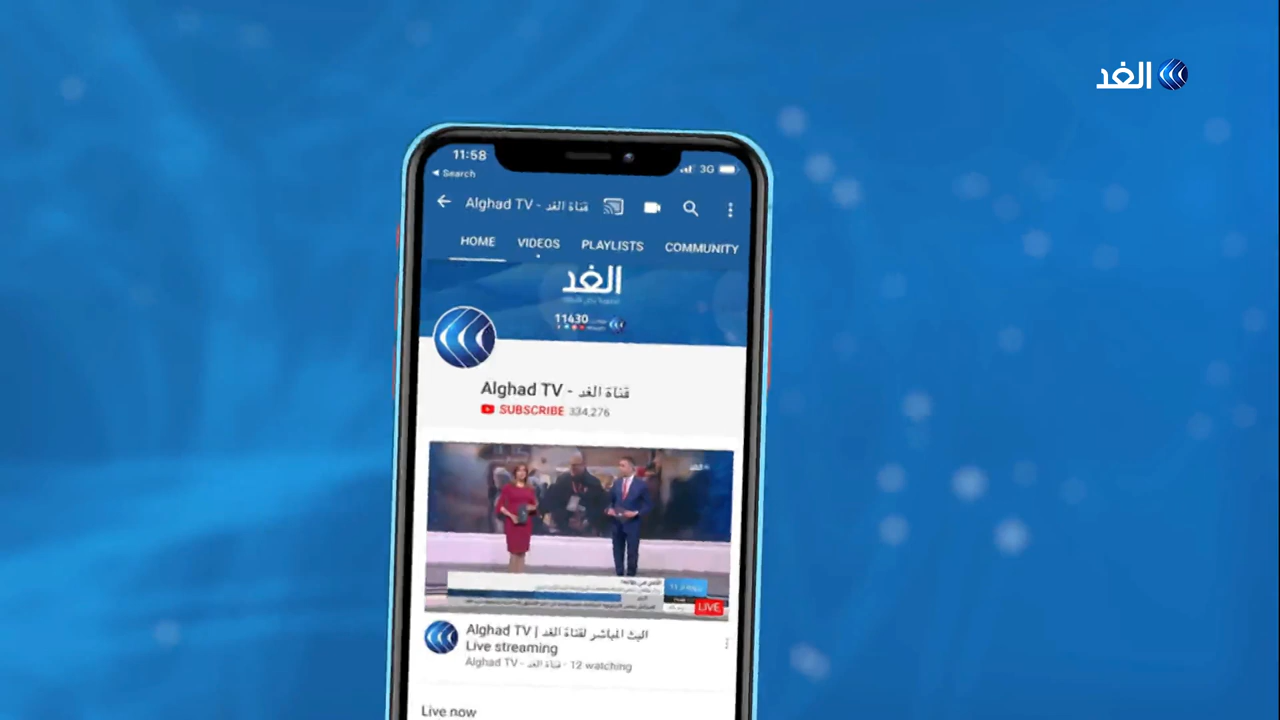 الغد
11:58
3G
Search
Alghad TV - قناة الغد
HOME VIDEOS PLAYLISTS COMMUNITY
الغد
11430
Alghad TV - قناة الغد
SUBSCRIBE 334,276
LIVE
Alghad TV | البث المباشر لقناة الغد
Live streaming
Alghad TV - قناة الغد · 12 watching
Live now